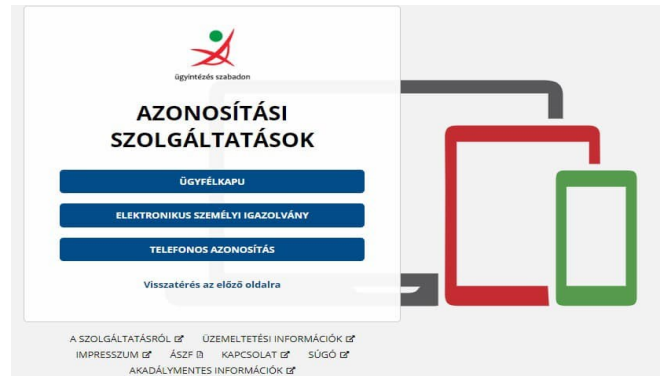 ügyintézés szabadon
AZONOSÍTÁSI
SZOLGÁLTATÁSOK
ÜGYFÉLKAPU
ELEKTRONIKUS SZEMÉLYI IGAZOLVÁNY
TELEFONOS AZONOSÍTÁS
Visszatérés az előző oldalra
A SZOLGÁLTATÁSRÓL ÜZEMELTETÉSI INFORMÁCIÓK
IMPRESSZUM ÁSZF KAPCSOLAT SÚGÓ
AKADÁLYMENTES INFORMÁCIÓK